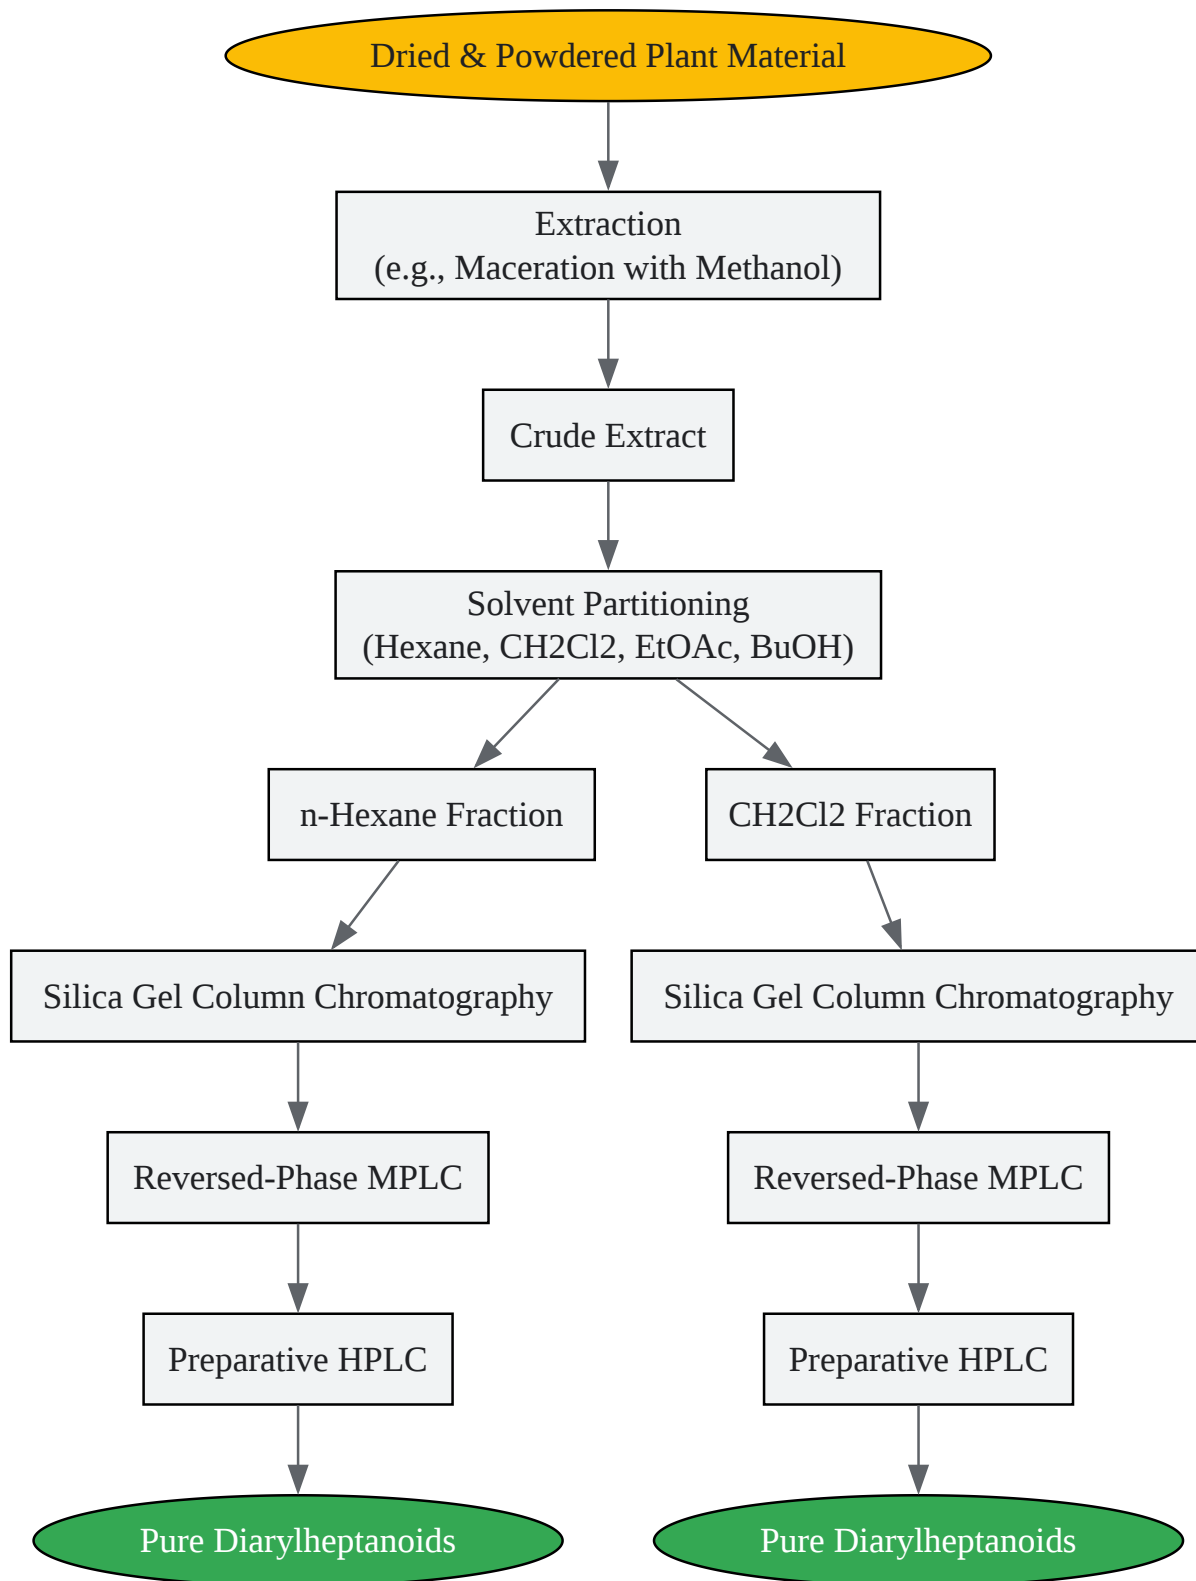 Dried & Powdered Plant Material
Extraction
(e.g., Maceration with Methanol)
Crude Extract
Solvent Partitioning
(Hexane, CH2Cl2, EtOAc, BuOH)
n-Hexane Fraction
CH2Cl2 Fraction
Silica Gel Column Chromatography
Silica Gel Column Chromatography
Reversed-Phase MPLC
Reversed-Phase MPLC
Preparative HPLC
Preparative HPLC
Pure Diarylheptanoids
Pure Diarylheptanoids